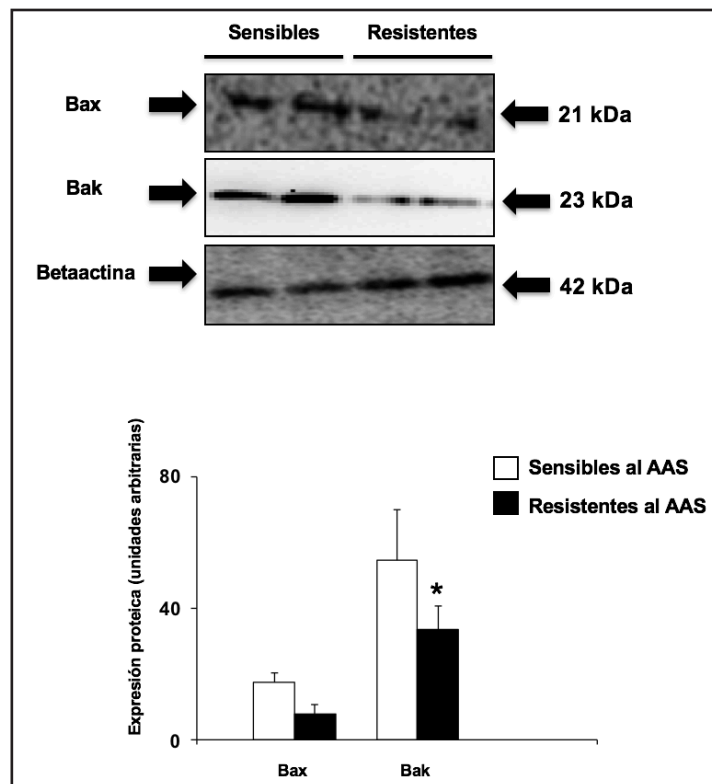 Sensibles Resistentes
Bax 21 kDa
Bak 23 kDa
Betaactina 42 kDa
Expresión proteica (unidades arbitrarias)
80
40
0
Sensibles al AAS
Resistentes al AAS
*
Bax Bak